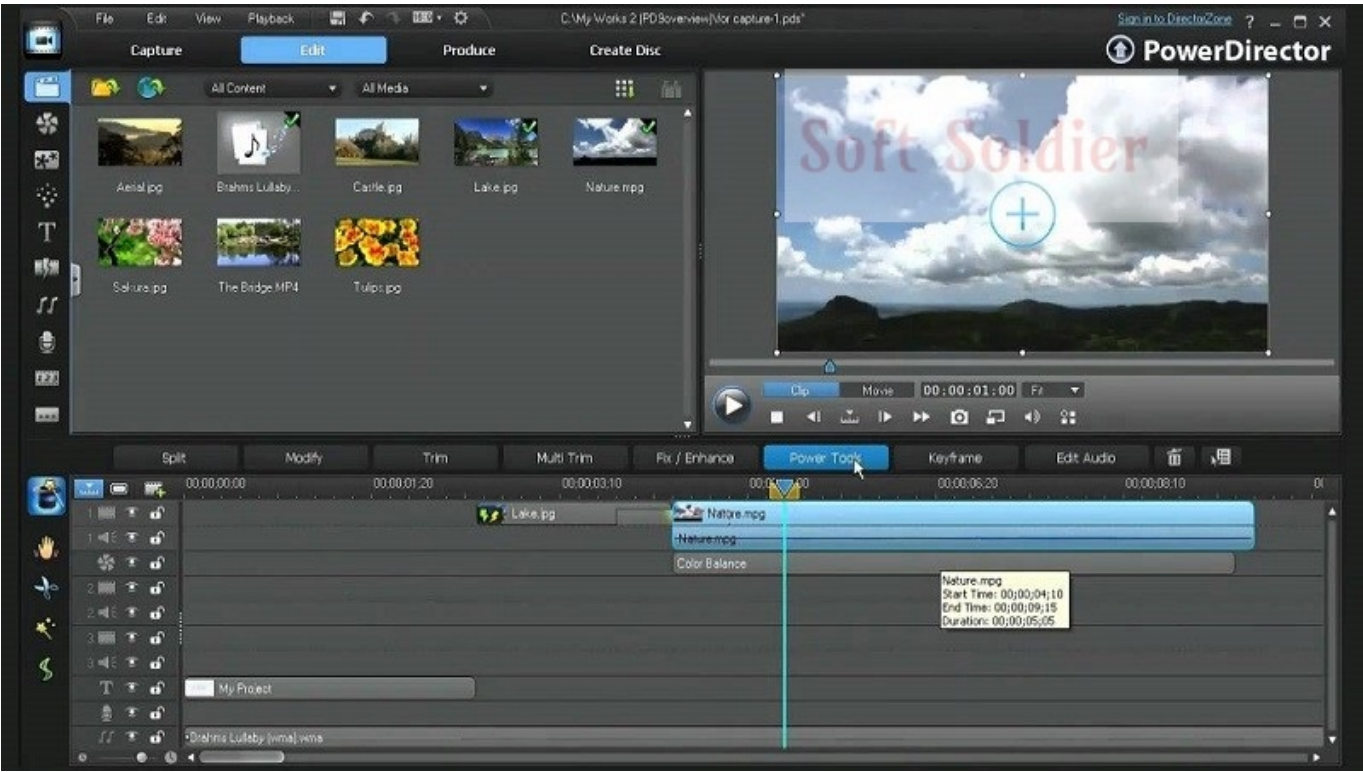 File Edit View Playback C:\My Works 2 (PD9overview)\for capture-1.pds* Sign in to DirectorZone ?
Capture Edit Produce Create Disc PowerDirector
All Content All Media
Soft Soldier
Aerial.jpg Brahms Lullaby... Castle.jpg Lake.jpg Nature.mpg
Sakura.jpg The Bridge.MP4 Tulips.jpg
Clip Movie 00:00:01:00 Fit
Split Modify Trim Multi Trim Fix / Enhance Power Tools Keyframe Edit Audio
00;00;00;00 00;00;01;20 00;00;03;10 00;00;06;20 00;00;08;10
1 Lake.jpg Nature.mpg
1 Nature.mpg
Color Balance
2
2
3
3
Nature.mpg
Start Time: 00;00;04;10
End Time: 00;00;09;15
Duration: 00;00;05;05
T My Project
Brahms Lullaby (wma).wma